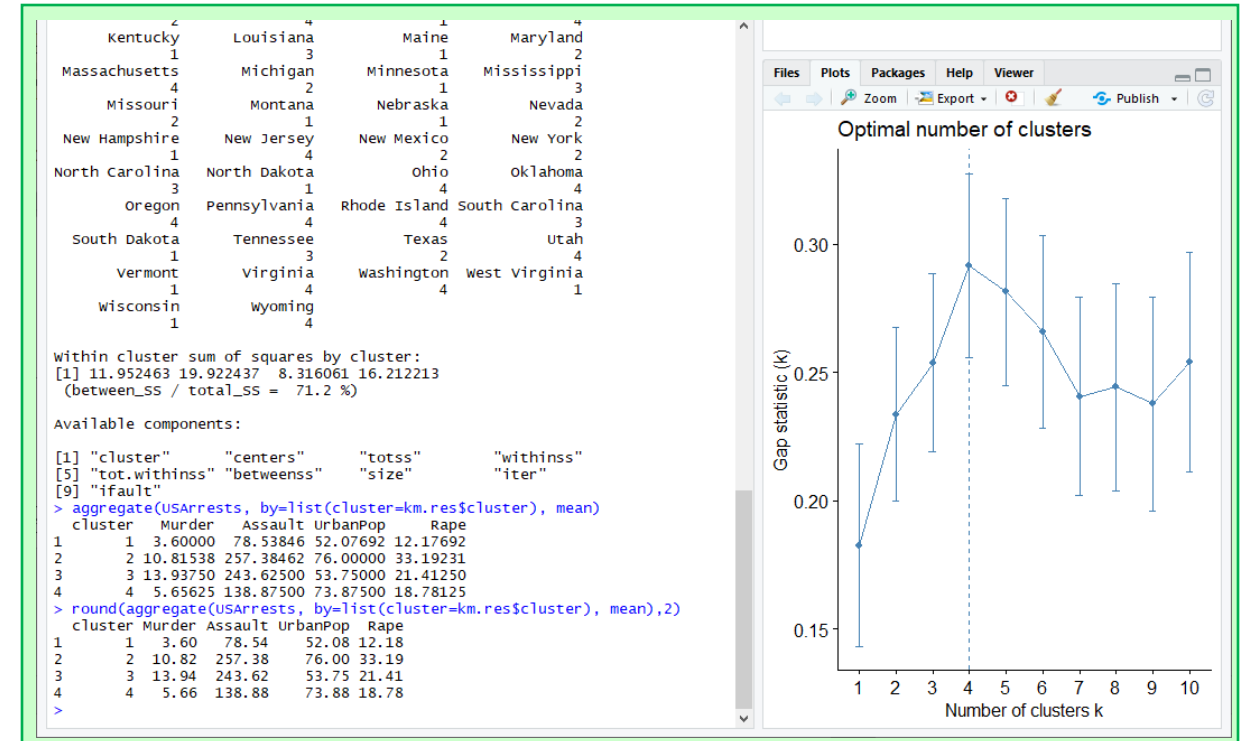 2 4 1 4
Kentucky Louisiana Maine Maryland
1 3 1 2
Massachusetts Michigan Minnesota Mississippi
4 2 1 3
Missouri Montana Nebraska Nevada
2 1 1 2
New Hampshire New Jersey New Mexico New York
1 4 2 2
North Carolina North Dakota Ohio Oklahoma
3 1 4 4
Oregon Pennsylvania Rhode Island South Carolina
4 4 4 3
South Dakota Tennessee Texas Utah
1 3 2 4
Vermont Virginia Washington West Virginia
1 4 4 1
Wisconsin Wyoming
1 4
Within cluster sum of squares by cluster:
[1] 11.952463 19.922437 8.316061 16.212213
(between_SS / total_SS = 71.2 %)
Available components:
[1] "cluster" "centers" "totss" "withinss"
[5] "tot.withinss" "betweenss" "size" "iter"
[9] "ifault"
> aggregate(USArrests, by=list(cluster=km.res$cluster), mean)
cluster Murder Assault UrbanPop Rape
1 1 3.60000 78.53846 52.07692 12.17692
2 2 10.81538 257.38462 76.00000 33.19231
3 3 13.93750 243.62500 53.75000 21.41250
4 4 5.65625 138.87500 73.87500 18.78125
> round(aggregate(USArrests, by=list(cluster=km.res$cluster), mean),2)
cluster Murder Assault UrbanPop Rape
1 1 3.60 78.54 52.08 12.18
2 2 10.82 257.38 76.00 33.19
3 3 13.94 243.62 53.75 21.41
4 4 5.66 138.88 73.88 18.78
>
Files Plots Packages Help Viewer
Zoom Export Publish
Optimal number of clusters
Gap statistic (k)
0.30
0.25
0.20
0.15
1 2 3 4 5 6 7 8 9 10
Number of clusters k